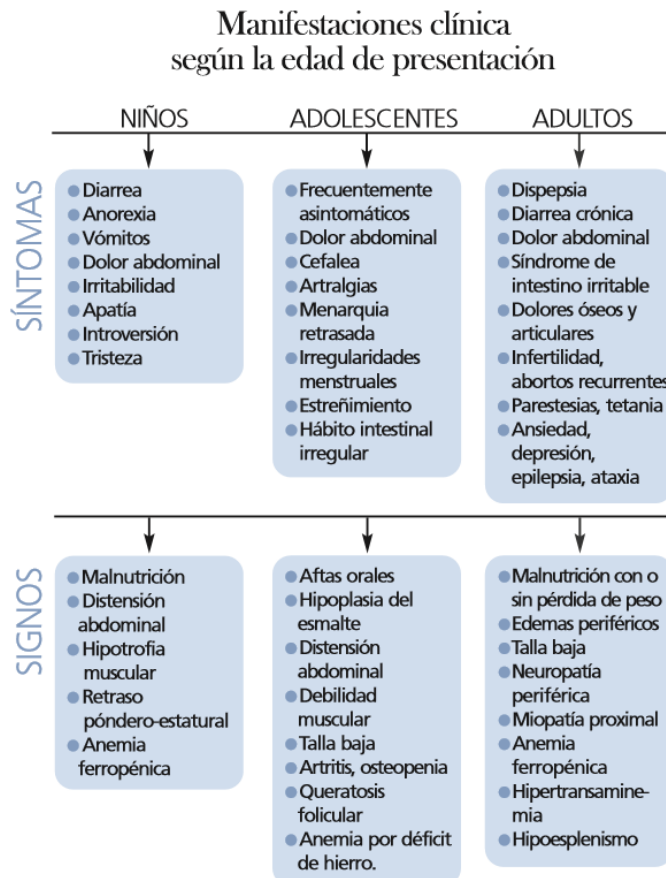 Manifestaciones clínica
según la edad de presentación
NIÑOS
ADOLESCENTES
ADULTOS
SÍNTOMAS
Diarrea
Anorexia
Vómitos
Dolor abdominal
Irritabilidad
Apatía
Introversión
Tristeza
Frecuentemente
asintomáticos
Dolor abdominal
Cefalea
Artralgias
Menarquia
retrasada
Irregularidades
menstruales
Estreñimiento
Hábito intestinal
irregular
Dispepsia
Diarrea crónica
Dolor abdominal
Síndrome de
intestino irritable
Dolores óseos y
articulares
Infertilidad,
abortos recurrentes
Parestesias, tetania
Ansiedad,
depresión,
epilepsia, ataxia
SIGNOS
Malnutrición
Distensión
abdominal
Hipotrofia
muscular
Retraso
póndero-estatural
Anemia
ferropénica
Aftas orales
Hipoplasia del
esmalte
Distensión
abdominal
Debilidad
muscular
Talla baja
Artritis, osteopenia
Queratosis
folicular
Anemia por déficit
de hierro.
Malnutrición con o
sin pérdida de peso
Edemas periféricos
Talla baja
Neuropatía
periférica
Miopatía proximal
Anemia
ferropénica
Hipertransamine-
mia
Hipoesplenismo